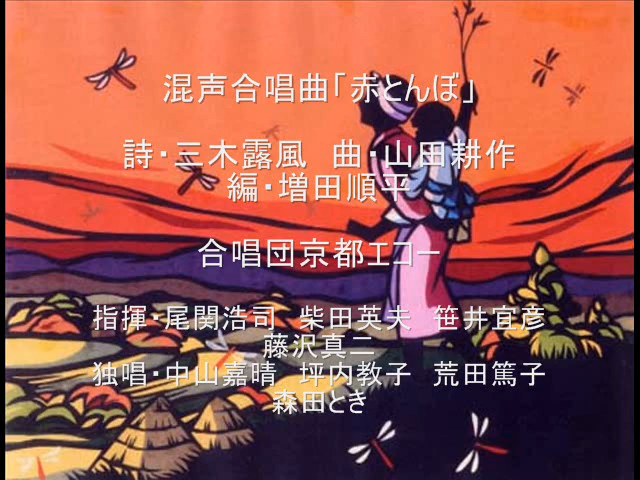 混声合唱曲「赤とんぼ」
詩・三木露風　曲・山田耕作
編・増田順平
合唱団京都エコー
指揮・尾関浩司　柴田英夫　笹井宜彦
藤沢真二
独唱・中山嘉晴　坪内教子　荒田篤子
森田とき